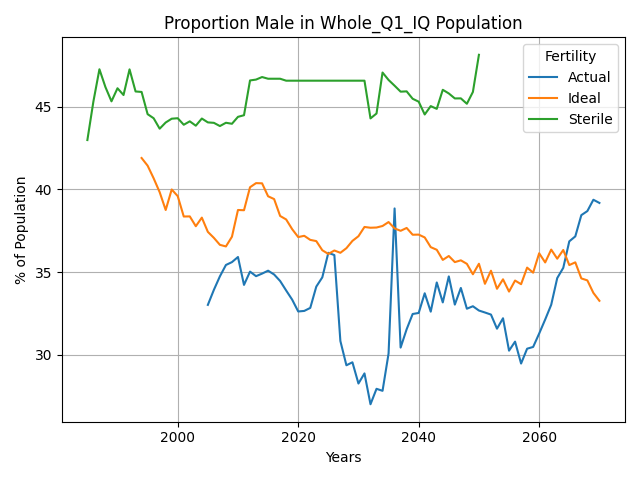 Proportion Male in Whole_Q1_IQ Population
Fertility
Actual
Ideal
Sterile
% of Population
45
40
35
30
2000
2020
2040
2060
Years